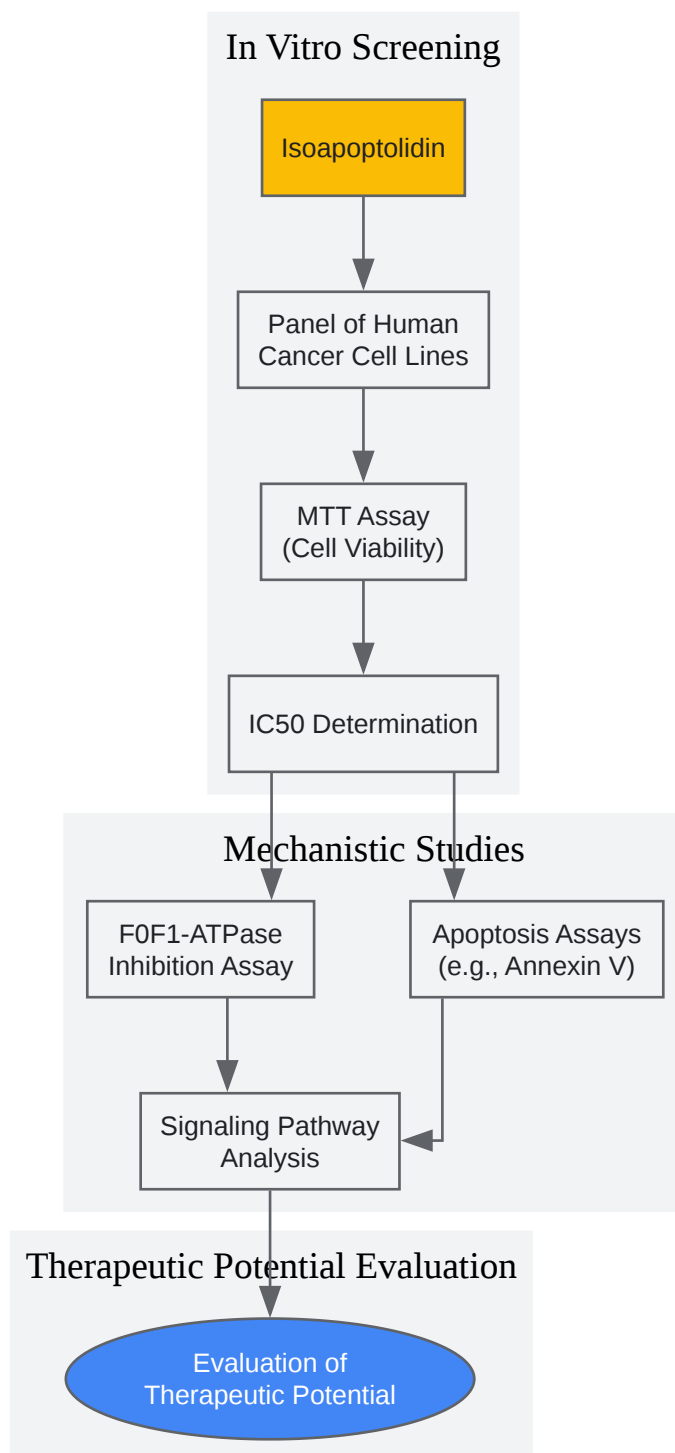 In Vitro Screening
Isoapoptolidin
Panel of Human
Cancer Cell Lines
MTT Assay
(Cell Viability)
IC50 Determination
Mechanistic Studies
F0F1-ATPase
Inhibition Assay
Apoptosis Assays
(e.g., Annexin V)
Signaling Pathway
Analysis
Therapeutic Potential Evaluation
Evaluation of
Therapeutic Potential